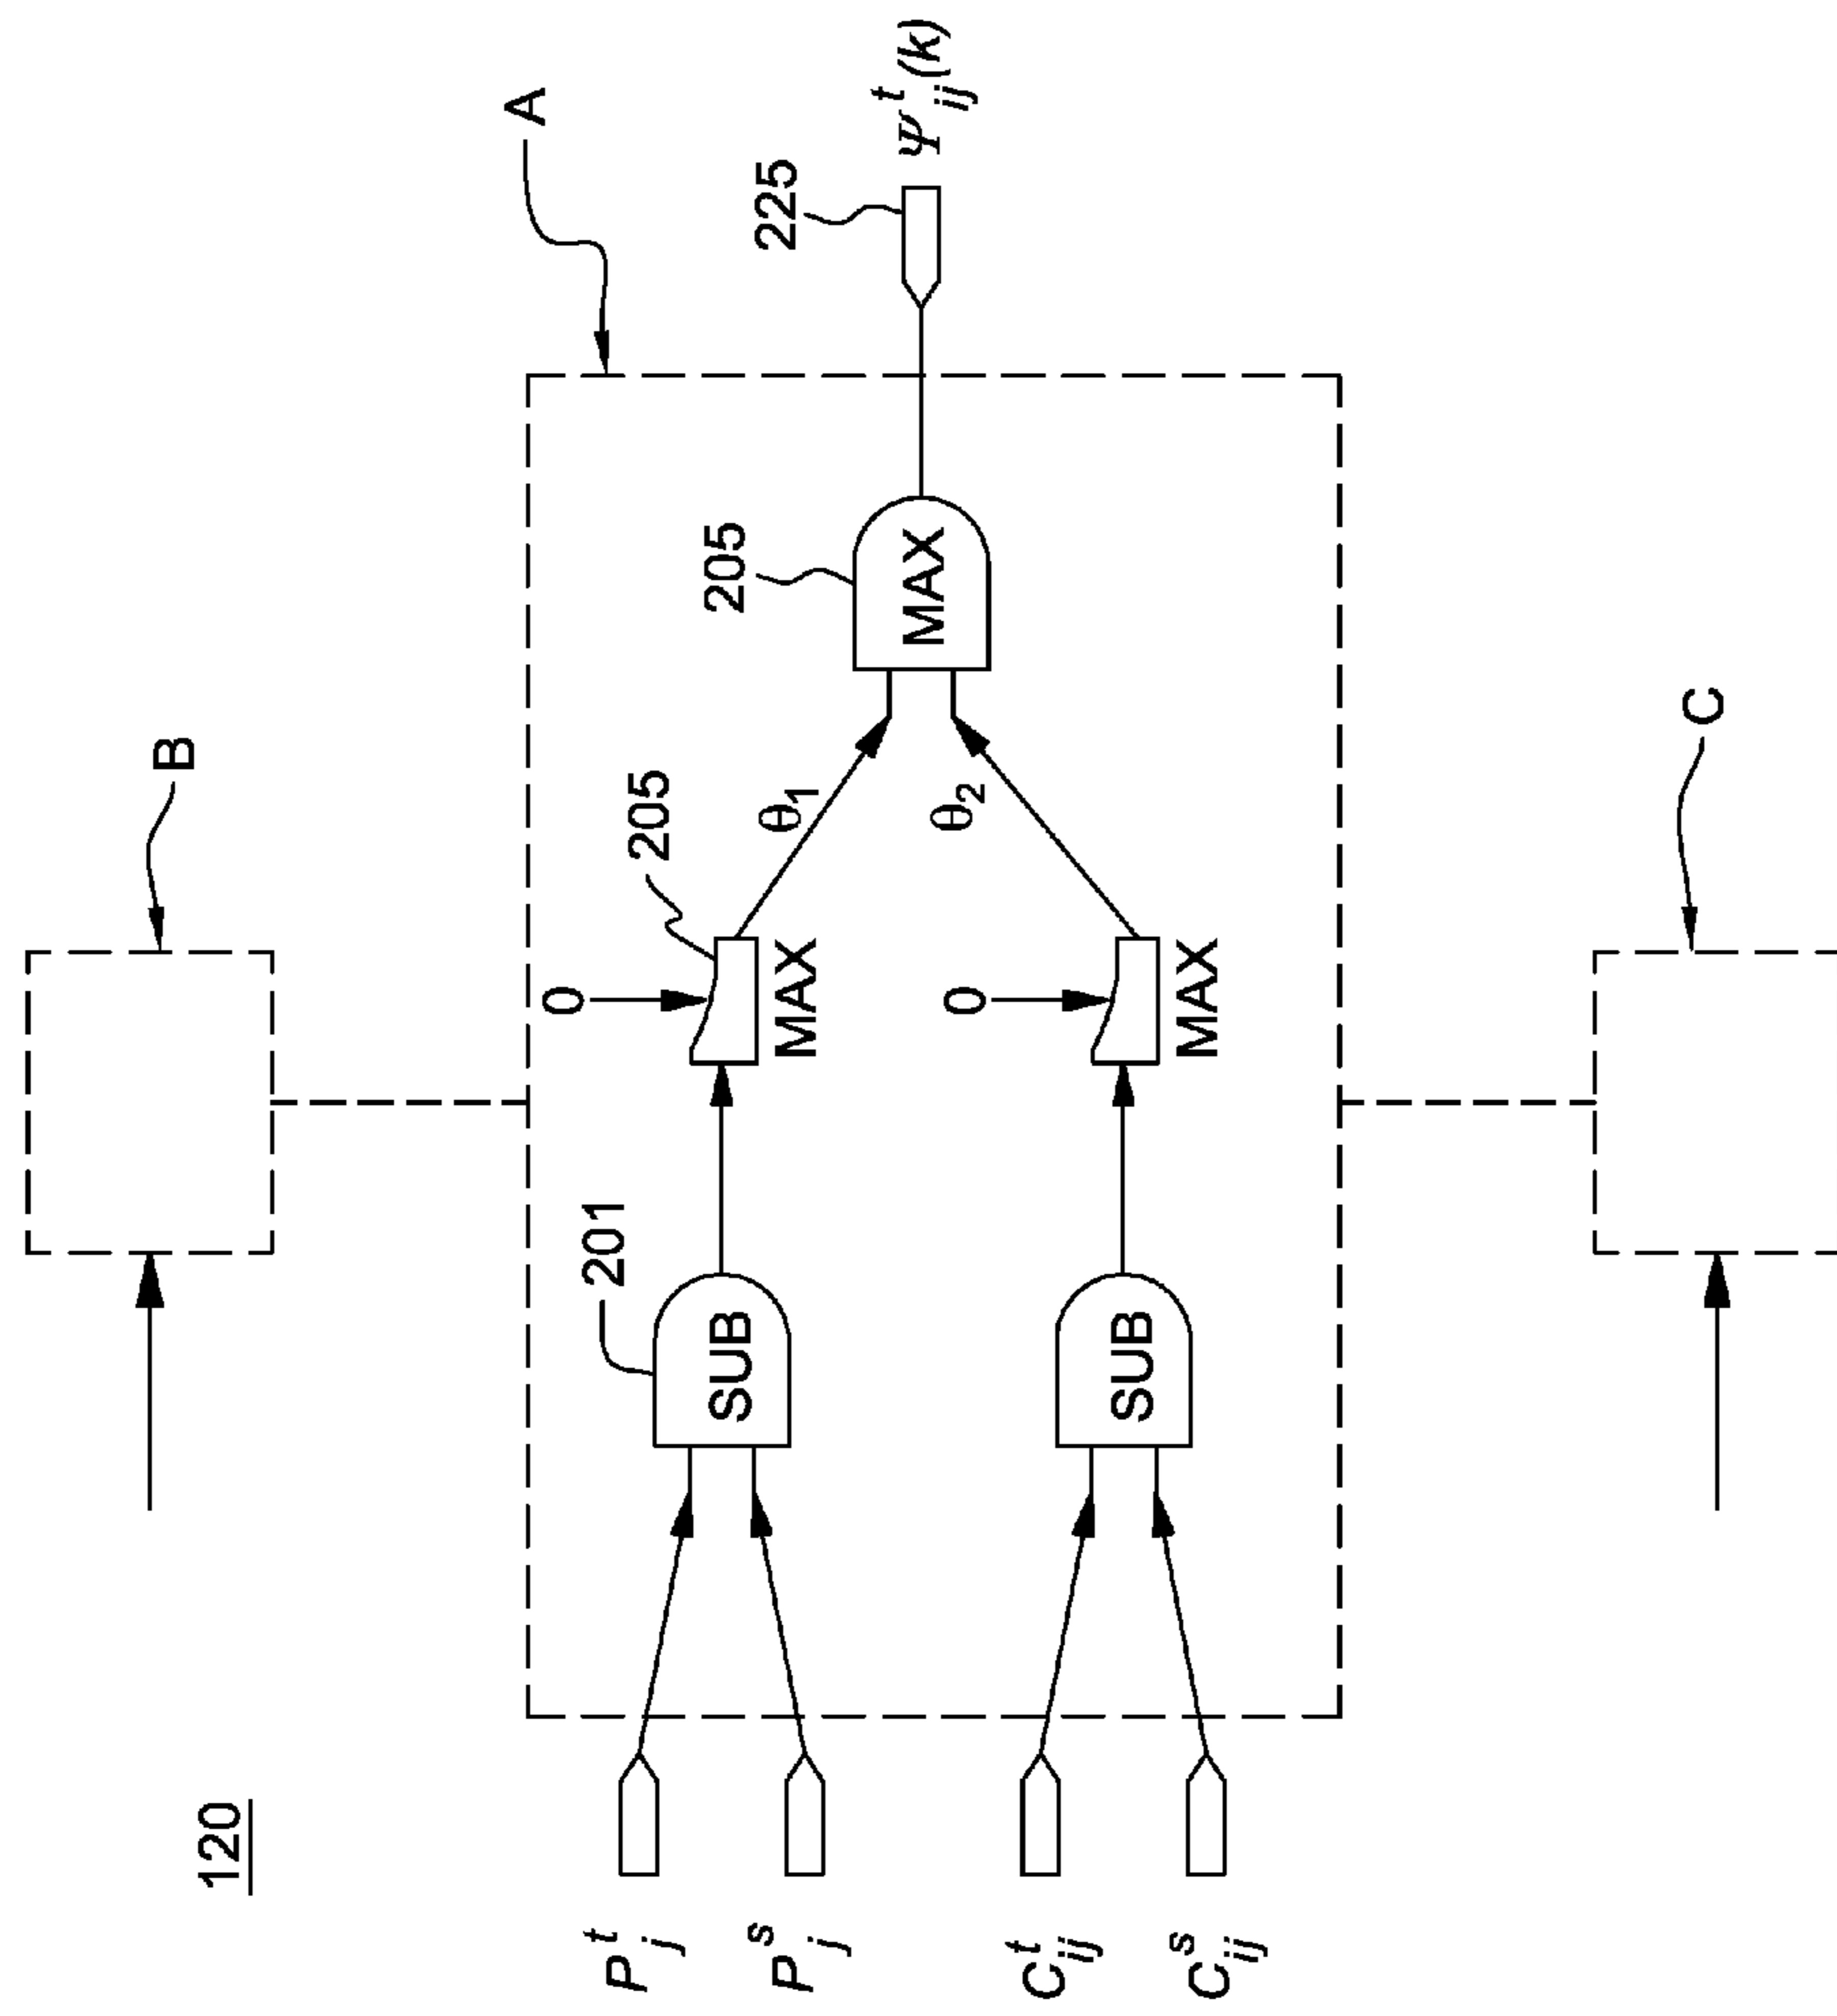 120
B
A
P^t_j
P^s_j
201
SUB
0
205
MAX
θ1
205
MAX
225
Ψ^t_ij(k)
C^t_ij
C^s_ij
SUB
0
MAX
θ2
C